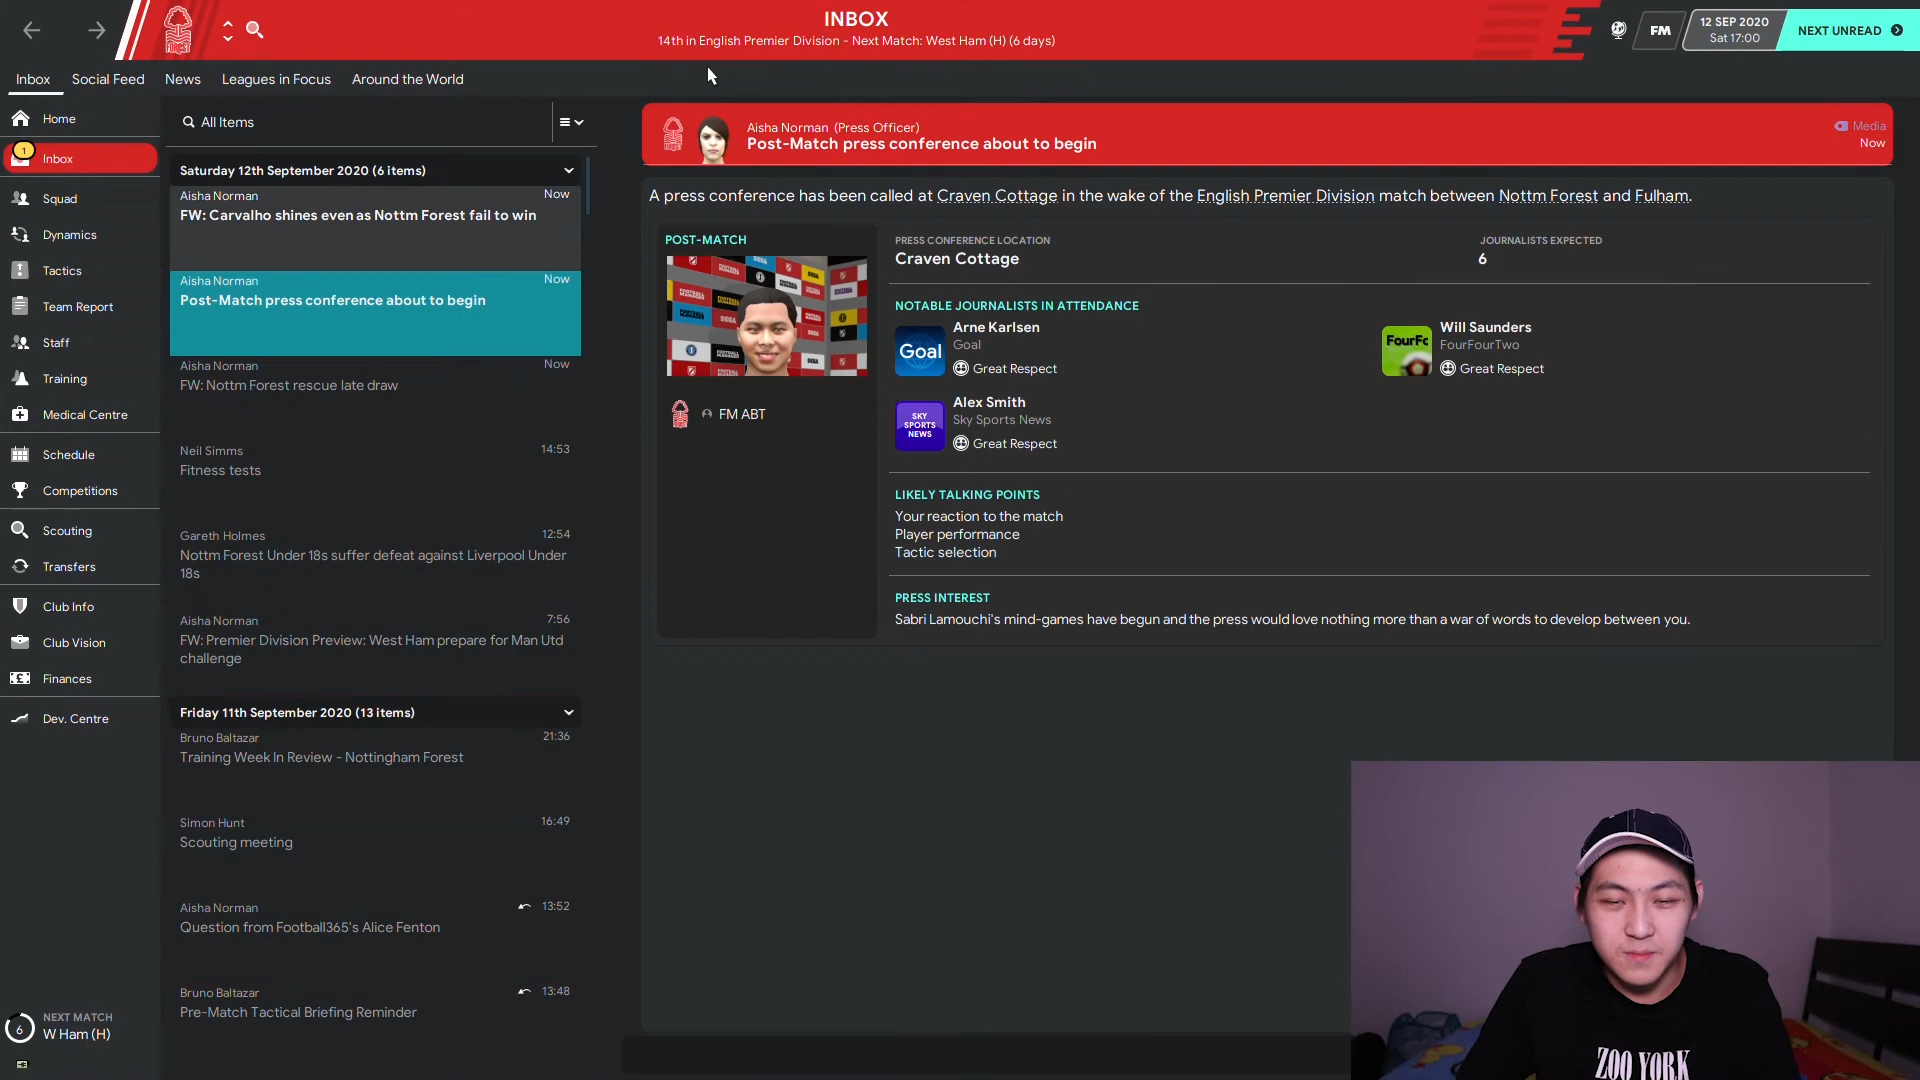 INBOX
14th in English Premier Division - Next Match: West Ham (H) (6 days)
FOREST
FM
12 SEP 2020
Sat 17:00
NEXT UNREAD
Inbox
Social Feed
News
Leagues in Focus
Around the World
Home
1
Inbox
Squad
Dynamics
Tactics
Team Report
Staff
Training
Medical Centre
Schedule
Competitions
Scouting
Transfers
Club Info
Club Vision
Finances
Dev. Centre
6
NEXT MATCH
W Ham (H)
All Items
Saturday 12th September 2020 (6 items)
Aisha Norman Now
FW: Carvalho shines even as Nottm Forest fail to win
Aisha Norman Now
Post-Match press conference about to begin
Aisha Norman Now
FW: Nottm Forest rescue late draw
Neil Simms 14:53
Fitness tests
Gareth Holmes 12:54
Nottm Forest Under 18s suffer defeat against Liverpool Under
18s
Aisha Norman 7:56
FW: Premier Division Preview: West Ham prepare for Man Utd
challenge
Friday 11th September 2020 (13 items)
Bruno Baltazar 21:36
Training Week In Review - Nottingham Forest
Simon Hunt 16:49
Scouting meeting
Aisha Norman 13:52
Question from Football365's Alice Fenton
Bruno Baltazar 13:48
Pre-Match Tactical Briefing Reminder
Aisha Norman (Press Officer)
Post-Match press conference about to begin
Media
Now
A press conference has been called at Craven Cottage in the wake of the English Premier Division match between Nottm Forest and Fulham.
POST-MATCH
FM ABT
PRESS CONFERENCE LOCATION
Craven Cottage
JOURNALISTS EXPECTED
6
NOTABLE JOURNALISTS IN ATTENDANCE
Goal
Arne Karlsen
Goal
Great Respect
FourFo
Will Saunders
FourFourTwo
Great Respect
SKY
SPORTS
NEWS
Alex Smith
Sky Sports News
Great Respect
LIKELY TALKING POINTS
Your reaction to the match
Player performance
Tactic selection
PRESS INTEREST
Sabri Lamouchi's mind-games have begun and the press would love nothing more than a war of words to develop between you.
ZOO YORK